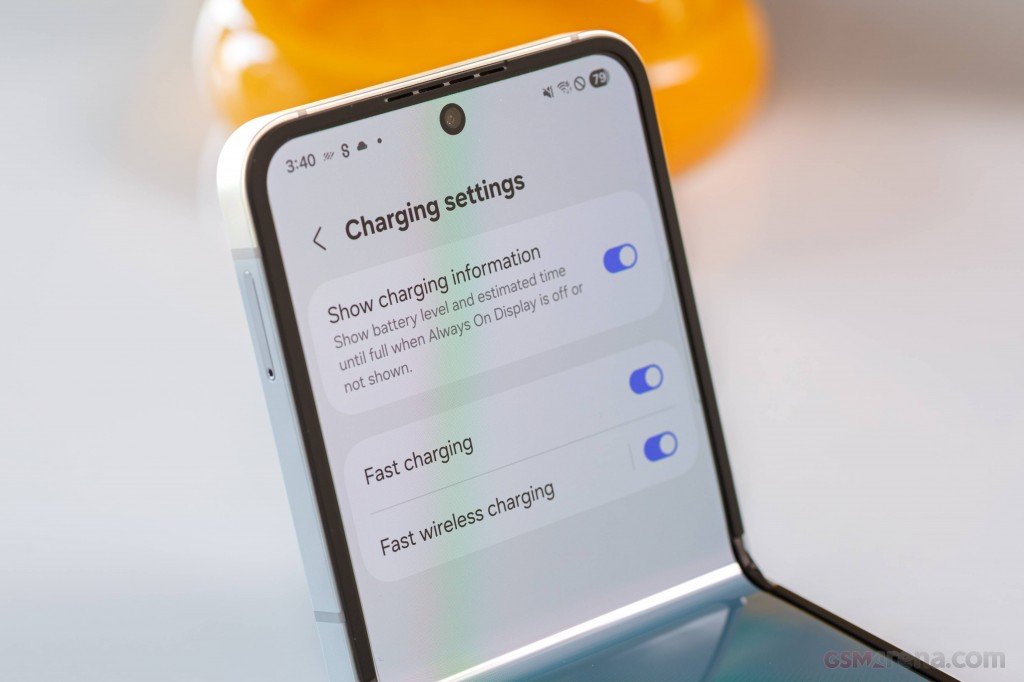 3:40
79
Charging settings
Show charging information
Show battery level and estimated time
until full when Always On Display is off or
not shown.
Fast charging
Fast wireless charging
GSMArena.com